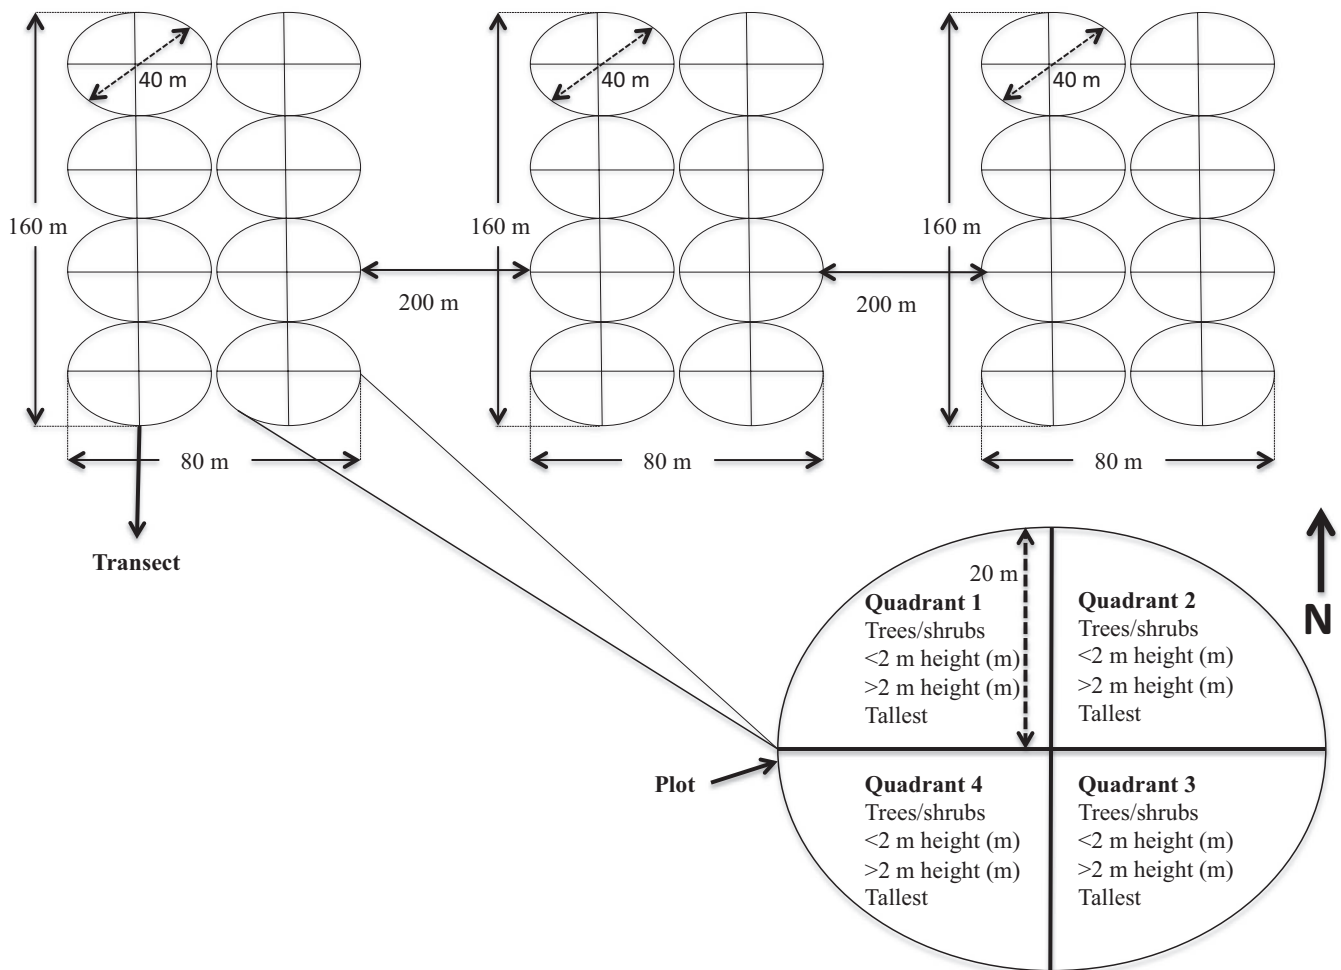 40 m
40 m
40 m
160 m
160 m
160 m
200 m
200 m
80 m
80 m
80 m
Transect
N
20 m
Quadrant 1
Trees/shrubs
<2 m height (m)
>2 m height (m)
Tallest
Quadrant 2
Trees/shrubs
<2 m height (m)
>2 m height (m)
Tallest
Plot
Quadrant 4
Trees/shrubs
<2 m height (m)
>2 m height (m)
Tallest
Quadrant 3
Trees/shrubs
<2 m height (m)
>2 m height (m)
Tallest